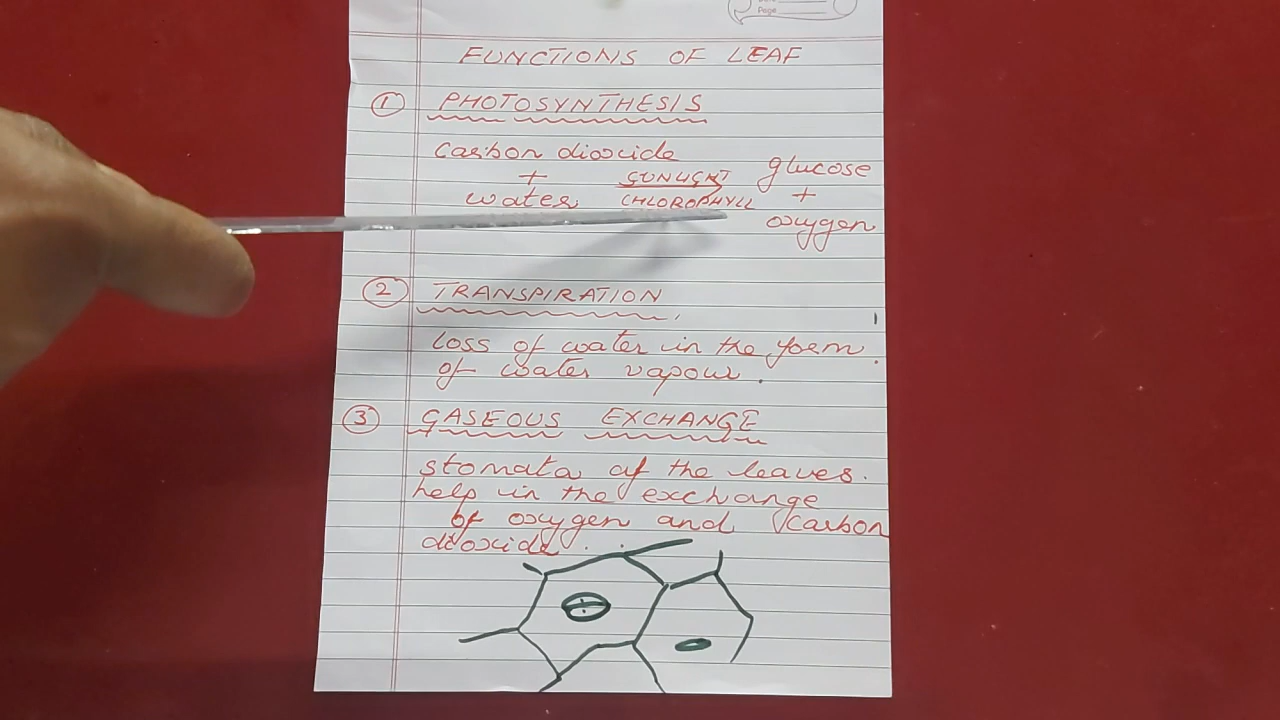 Page
FUNCTIONS OF LEAF
① PHOTOSYNTHESIS
carbon dioxide
+
water
SUNLIGHT
CHLOROPHYLL
glucose
+
oxygen
② TRANSPIRATION
loss of water in the form
of water vapour.
③ GASEOUS EXCHANGE
stomata of the leaves.
help in the exchange
of oxygen and carbon
dioxide.